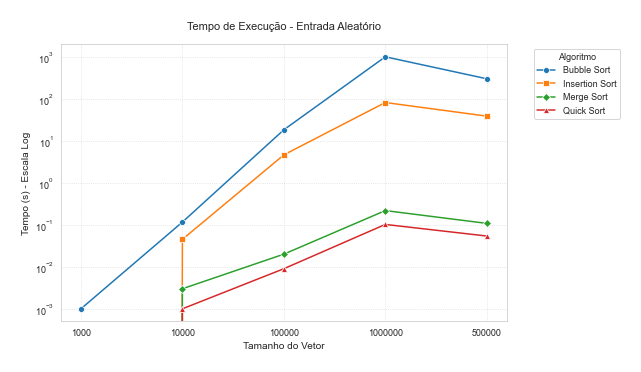 Tempo de Execução - Entrada Aleatório
Algoritmo
Bubble Sort
Insertion Sort
Merge Sort
Quick Sort
Tempo (s) - Escala Log
10³
10²
10¹
10⁰
10⁻¹
10⁻²
10⁻³
1000 10000 100000 1000000 500000
Tamanho do Vetor